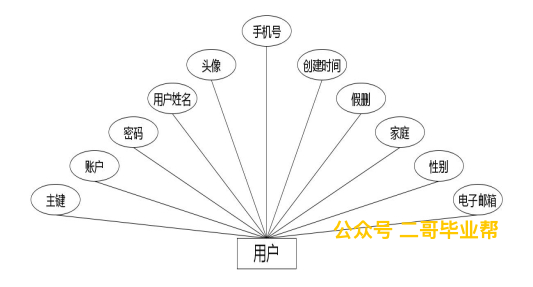 手机号
头像
创建时间
用户姓名
假删
密码
家庭
账户
性别
主键
电子邮箱
公众号 二哥毕业帮
用户